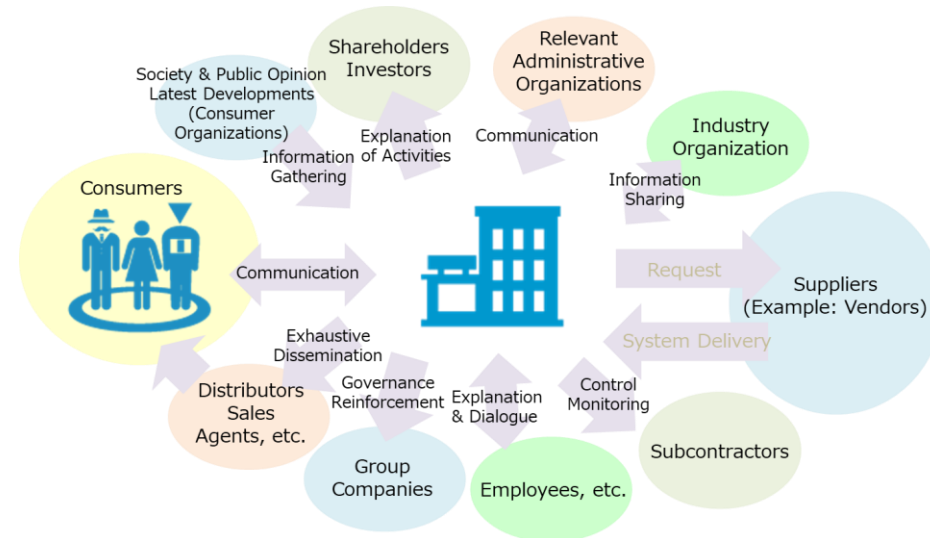 Shareholders
Investors
Relevant
Administrative
Organizations
Society & Public Opinion
Latest Developments
(Consumer
Organizations)
Explanation
of Activities
Communication
Industry
Organization
Information
Gathering
Information
Sharing
Consumers
Communication
Request
Suppliers
(Example: Vendors)
System Delivery
Exhaustive
Dissemination
Governance
Reinforcement
Explanation
& Dialogue
Control
Monitoring
Distributors
Sales
Agents, etc.
Group
Companies
Employees, etc.
Subcontractors